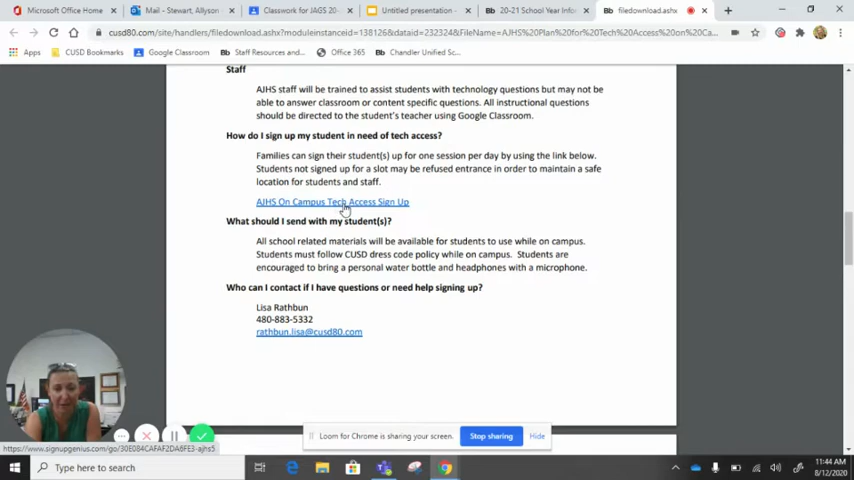 Microsoft Office Home
Mail - Stewart, Allyson
Classwork for JAGS 20-
Untitled presentation -
20-21 School Year Info
filedownload.ashx
cusd80.com/site/handlers/filedownload.ashx?moduleinstanceid=138126&dataid=232324&FileName=AJHS%20Plan%20for%20Tech%20Access%20on%20Ca...
Apps
CUSD Bookmarks
Google Classroom
Staff Resources and...
Office 365
Chandler Unified Sc...
Staff
AJHS staff will be trained to assist students with technology questions but may not be
able to answer classroom or content specific questions. All instructional questions
should be directed to the student's teacher using Google Classroom.
How do I sign up my student in need of tech access?
Families can sign their student(s) up for one session per day by using the link below.
Students not signed up for a slot may be refused entrance in order to maintain a safe
location for students and staff.
AJHS On Campus Tech Access Sign Up
What should I send with my student(s)?
All school related materials will be available for students to use while on campus.
Students must follow CUSD dress code policy while on campus. Students are
encouraged to bring a personal water bottle and headphones with a microphone.
Who can I contact if I have questions or need help signing up?
Lisa Rathbun
480-883-5332
rathbun.lisa@cusd80.com
Loom for Chrome is sharing your screen.
Stop sharing
Hide
https://www.signupgenius.com/go/30E084CAFAF2DA6FE3-ajhs5
Type here to search
11:44 AM
8/12/2020